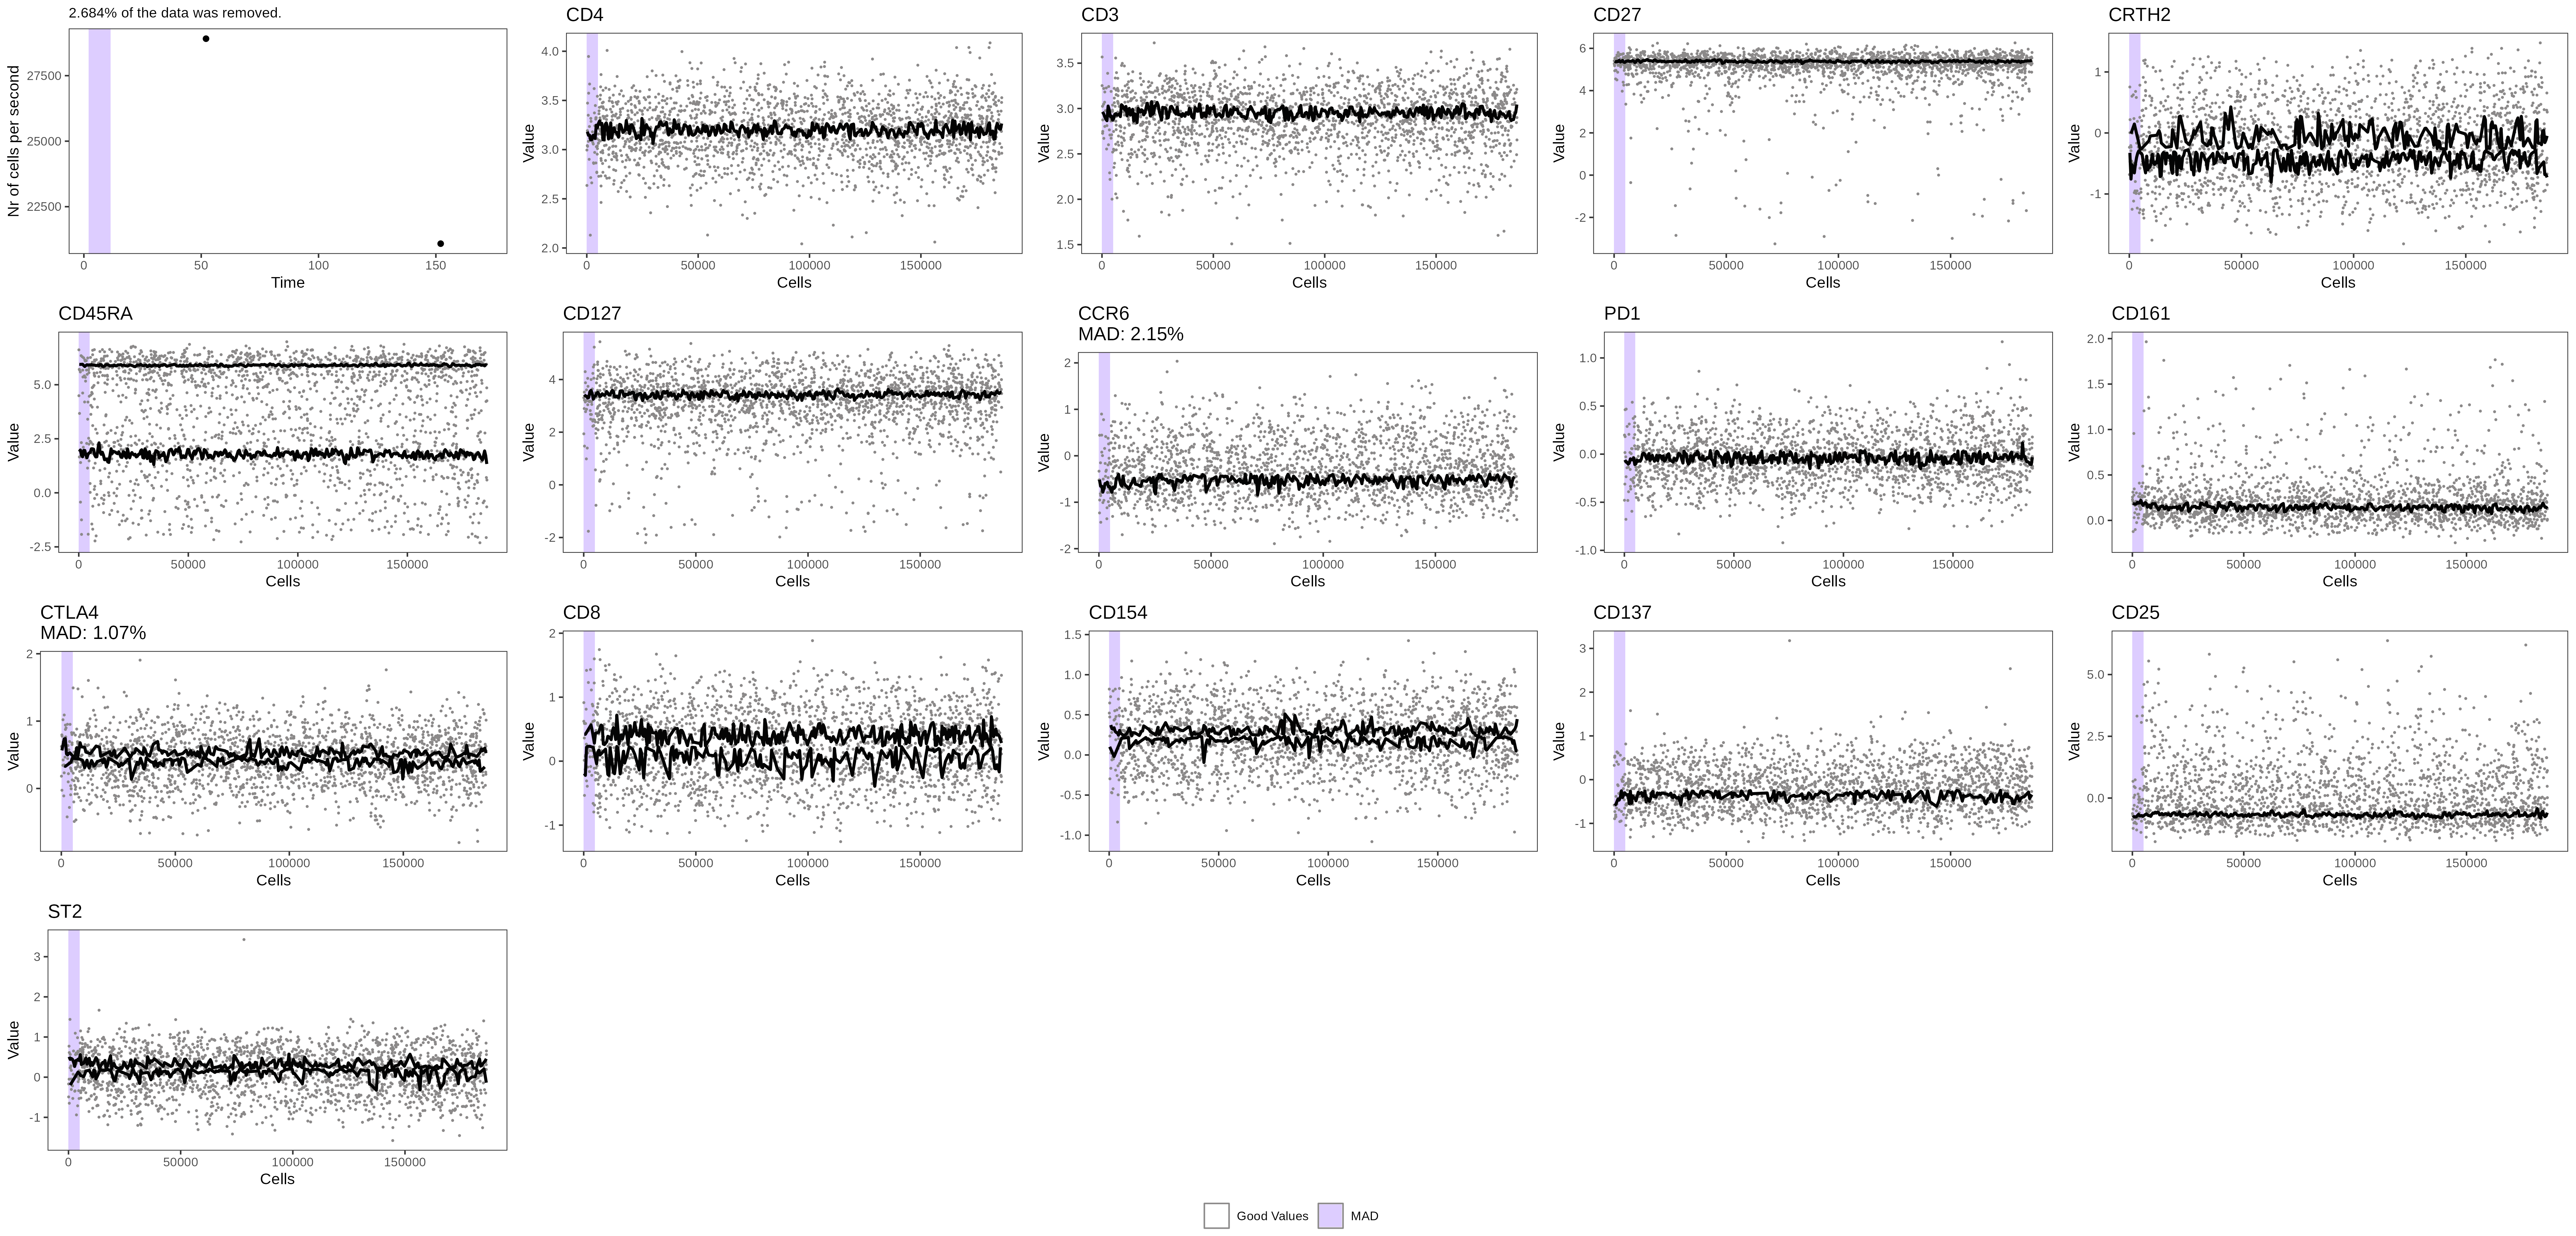 2.684% of the data was removed.
Nr of cells per second
27500
25000
22500
0 50 100 150
Time
CD4
Value
4.0
3.5
3.0
2.5
2.0
0 50000 100000 150000
Cells
CD3
Value
3.5
3.0
2.5
2.0
1.5
0 50000 100000 150000
Cells
CD27
Value
6
4
2
0
-2
0 50000 100000 150000
Cells
CRTH2
Value
1
0
-1
0 50000 100000 150000
Cells
CD45RA
Value
5.0
2.5
0.0
-2.5
0 50000 100000 150000
Cells
CD127
Value
4
2
0
-2
0 50000 100000 150000
Cells
CCR6
MAD: 2.15%
Value
2
1
0
-1
-2
0 50000 100000 150000
Cells
PD1
Value
1.0
0.5
0.0
-0.5
-1.0
0 50000 100000 150000
Cells
CD161
Value
2.0
1.5
1.0
0.5
0.0
0 50000 100000 150000
Cells
CTLA4
MAD: 1.07%
Value
2
1
0
0 50000 100000 150000
Cells
CD8
Value
2
1
0
-1
0 50000 100000 150000
Cells
CD154
Value
1.5
1.0
0.5
0.0
-0.5
-1.0
0 50000 100000 150000
Cells
CD137
Value
3
2
1
0
-1
0 50000 100000 150000
Cells
CD25
Value
5.0
2.5
0.0
0 50000 100000 150000
Cells
ST2
Value
3
2
1
0
-1
0 50000 100000 150000
Cells
Good Values MAD